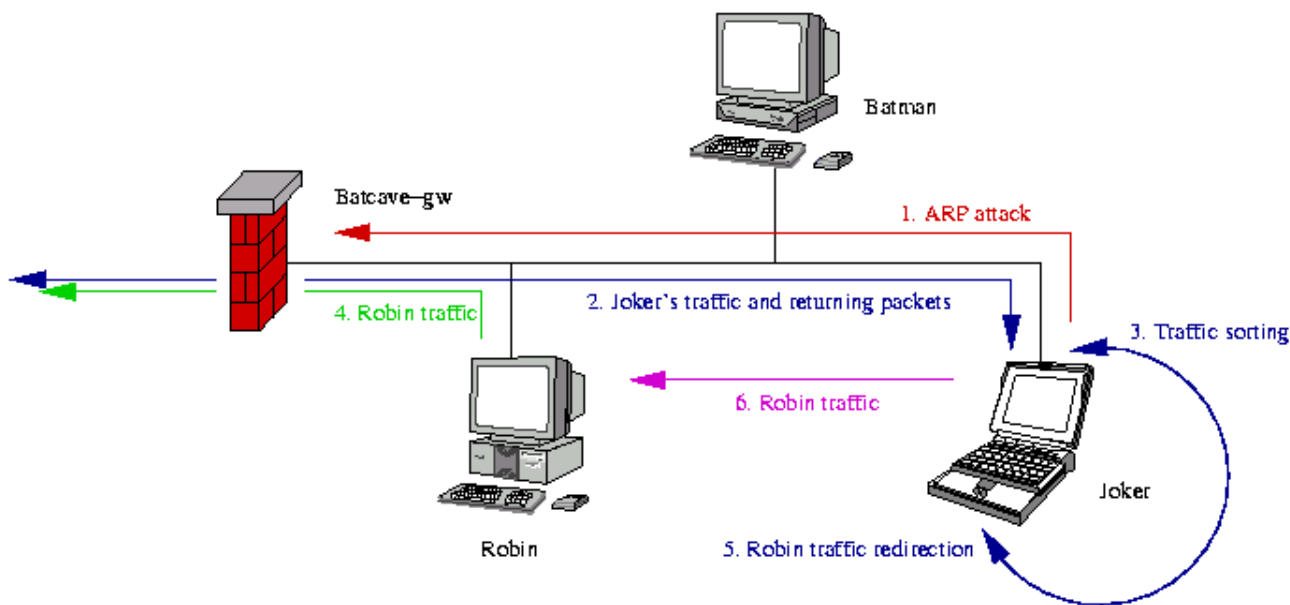 Batman
Batcave-gw
1. ARP attack
2. Joker's traffic and returning packets
4. Robin traffic
3. Traffic sorting
6. Robin traffic
Joker
Robin
5. Robin traffic redirection